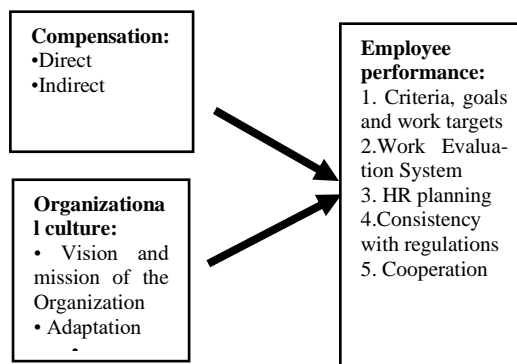 Compensation:
•Direct
•Indirect
Organizationa
l culture:
• Vision and
mission of the
Organization
• Adaptation
•
Employee
performance:
1. Criteria, goals
and work targets
2.Work Evalua-
tion System
3. HR planning
4.Consistency
with regulations
5. Cooperation